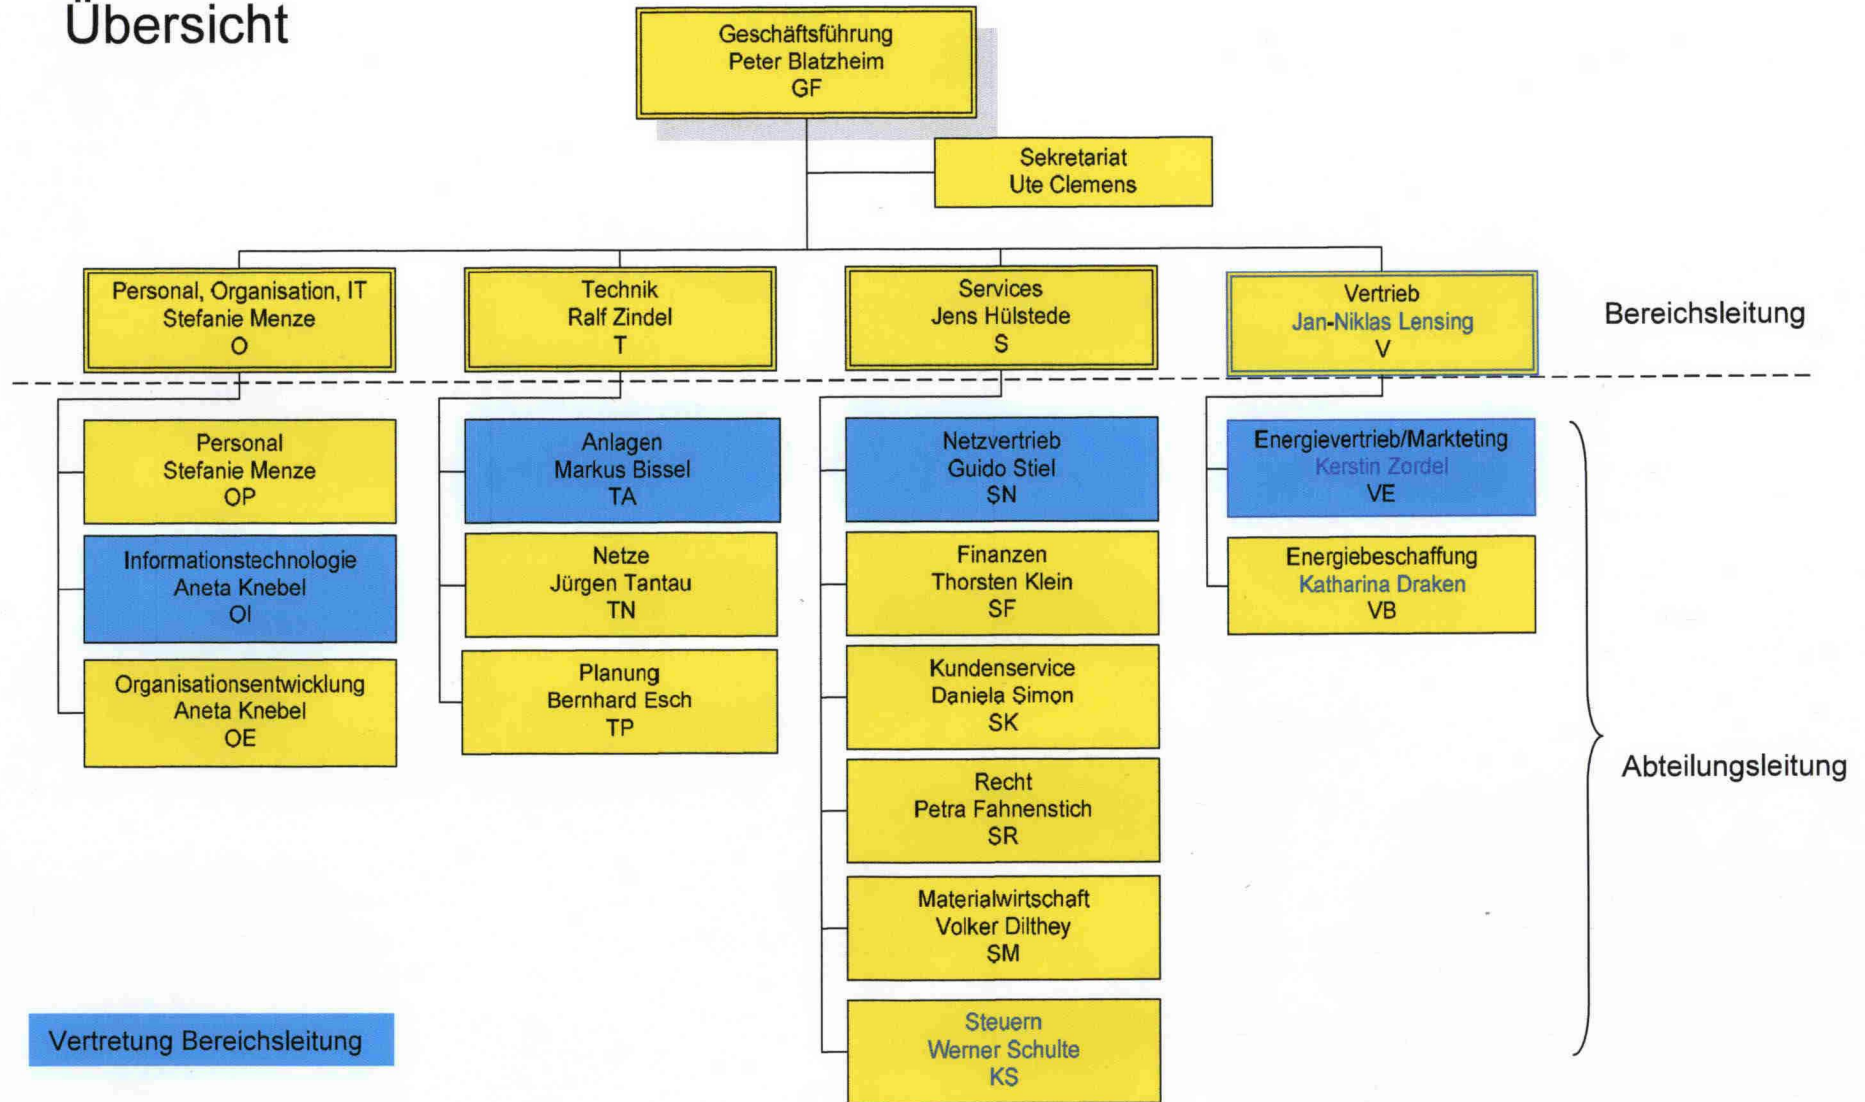 Übersicht
Geschäftsführung
Peter Blatzheim
GF
Sekretariat
Ute Clemens
Personal, Organisation, IT
Stefanie Menze
O
Technik
Ralf Zindel
T
Services
Jens Hülstede
S
Vertrieb
Jan-Niklas Lensing
V
Bereichsleitung
Personal
Stefanie Menze
OP
Informationstechnologie
Aneta Knebel
OI
Organisationsentwicklung
Aneta Knebel
OE
Anlagen
Markus Bissel
TA
Netze
Jürgen Tantau
TN
Planung
Bernhard Esch
TP
Netzvertrieb
Guido Stiel
SN
Finanzen
Thorsten Klein
SF
Kundenservice
Daniela Simon
SK
Recht
Petra Fahnenstich
SR
Materialwirtschaft
Volker Dilthey
SM
Steuern
Werner Schulte
KS
Energievertrieb/Markteting
Kerstin Zordel
VE
Energiebeschaffung
Katharina Draken
VB
Abteilungsleitung
Vertretung Bereichsleitung